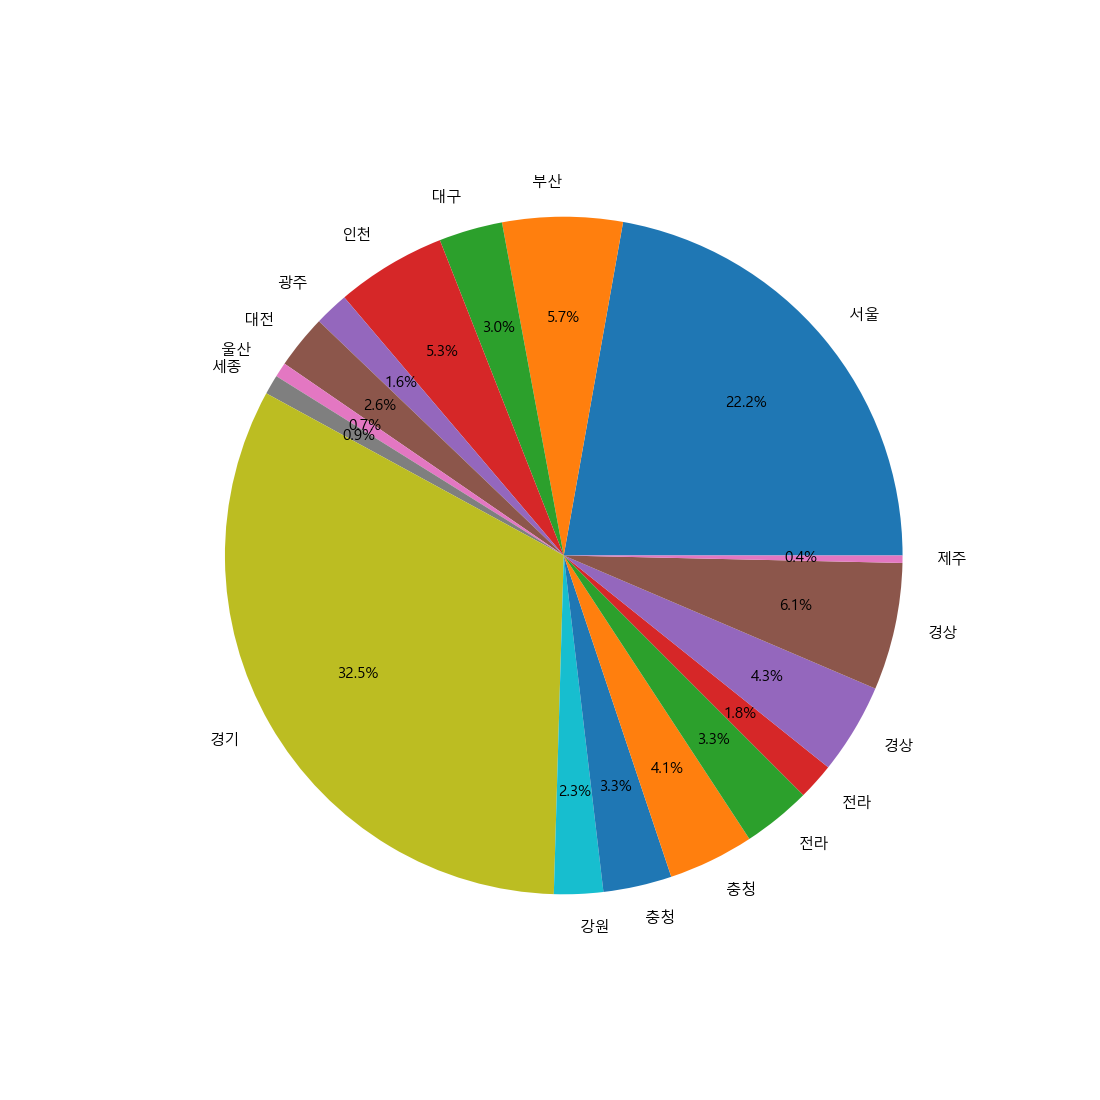 부산
대구
인천
광주
대전
울산
세종
서울
5.7%
3.0%
5.3%
1.6%
2.6%
0.7%
0.9%
22.2%
0.4%
제주
6.1%
경상
4.3%
경상
1.8%
전라
3.3%
전라
4.1%
충청
3.3%
충청
2.3%
강원
32.5%
경기